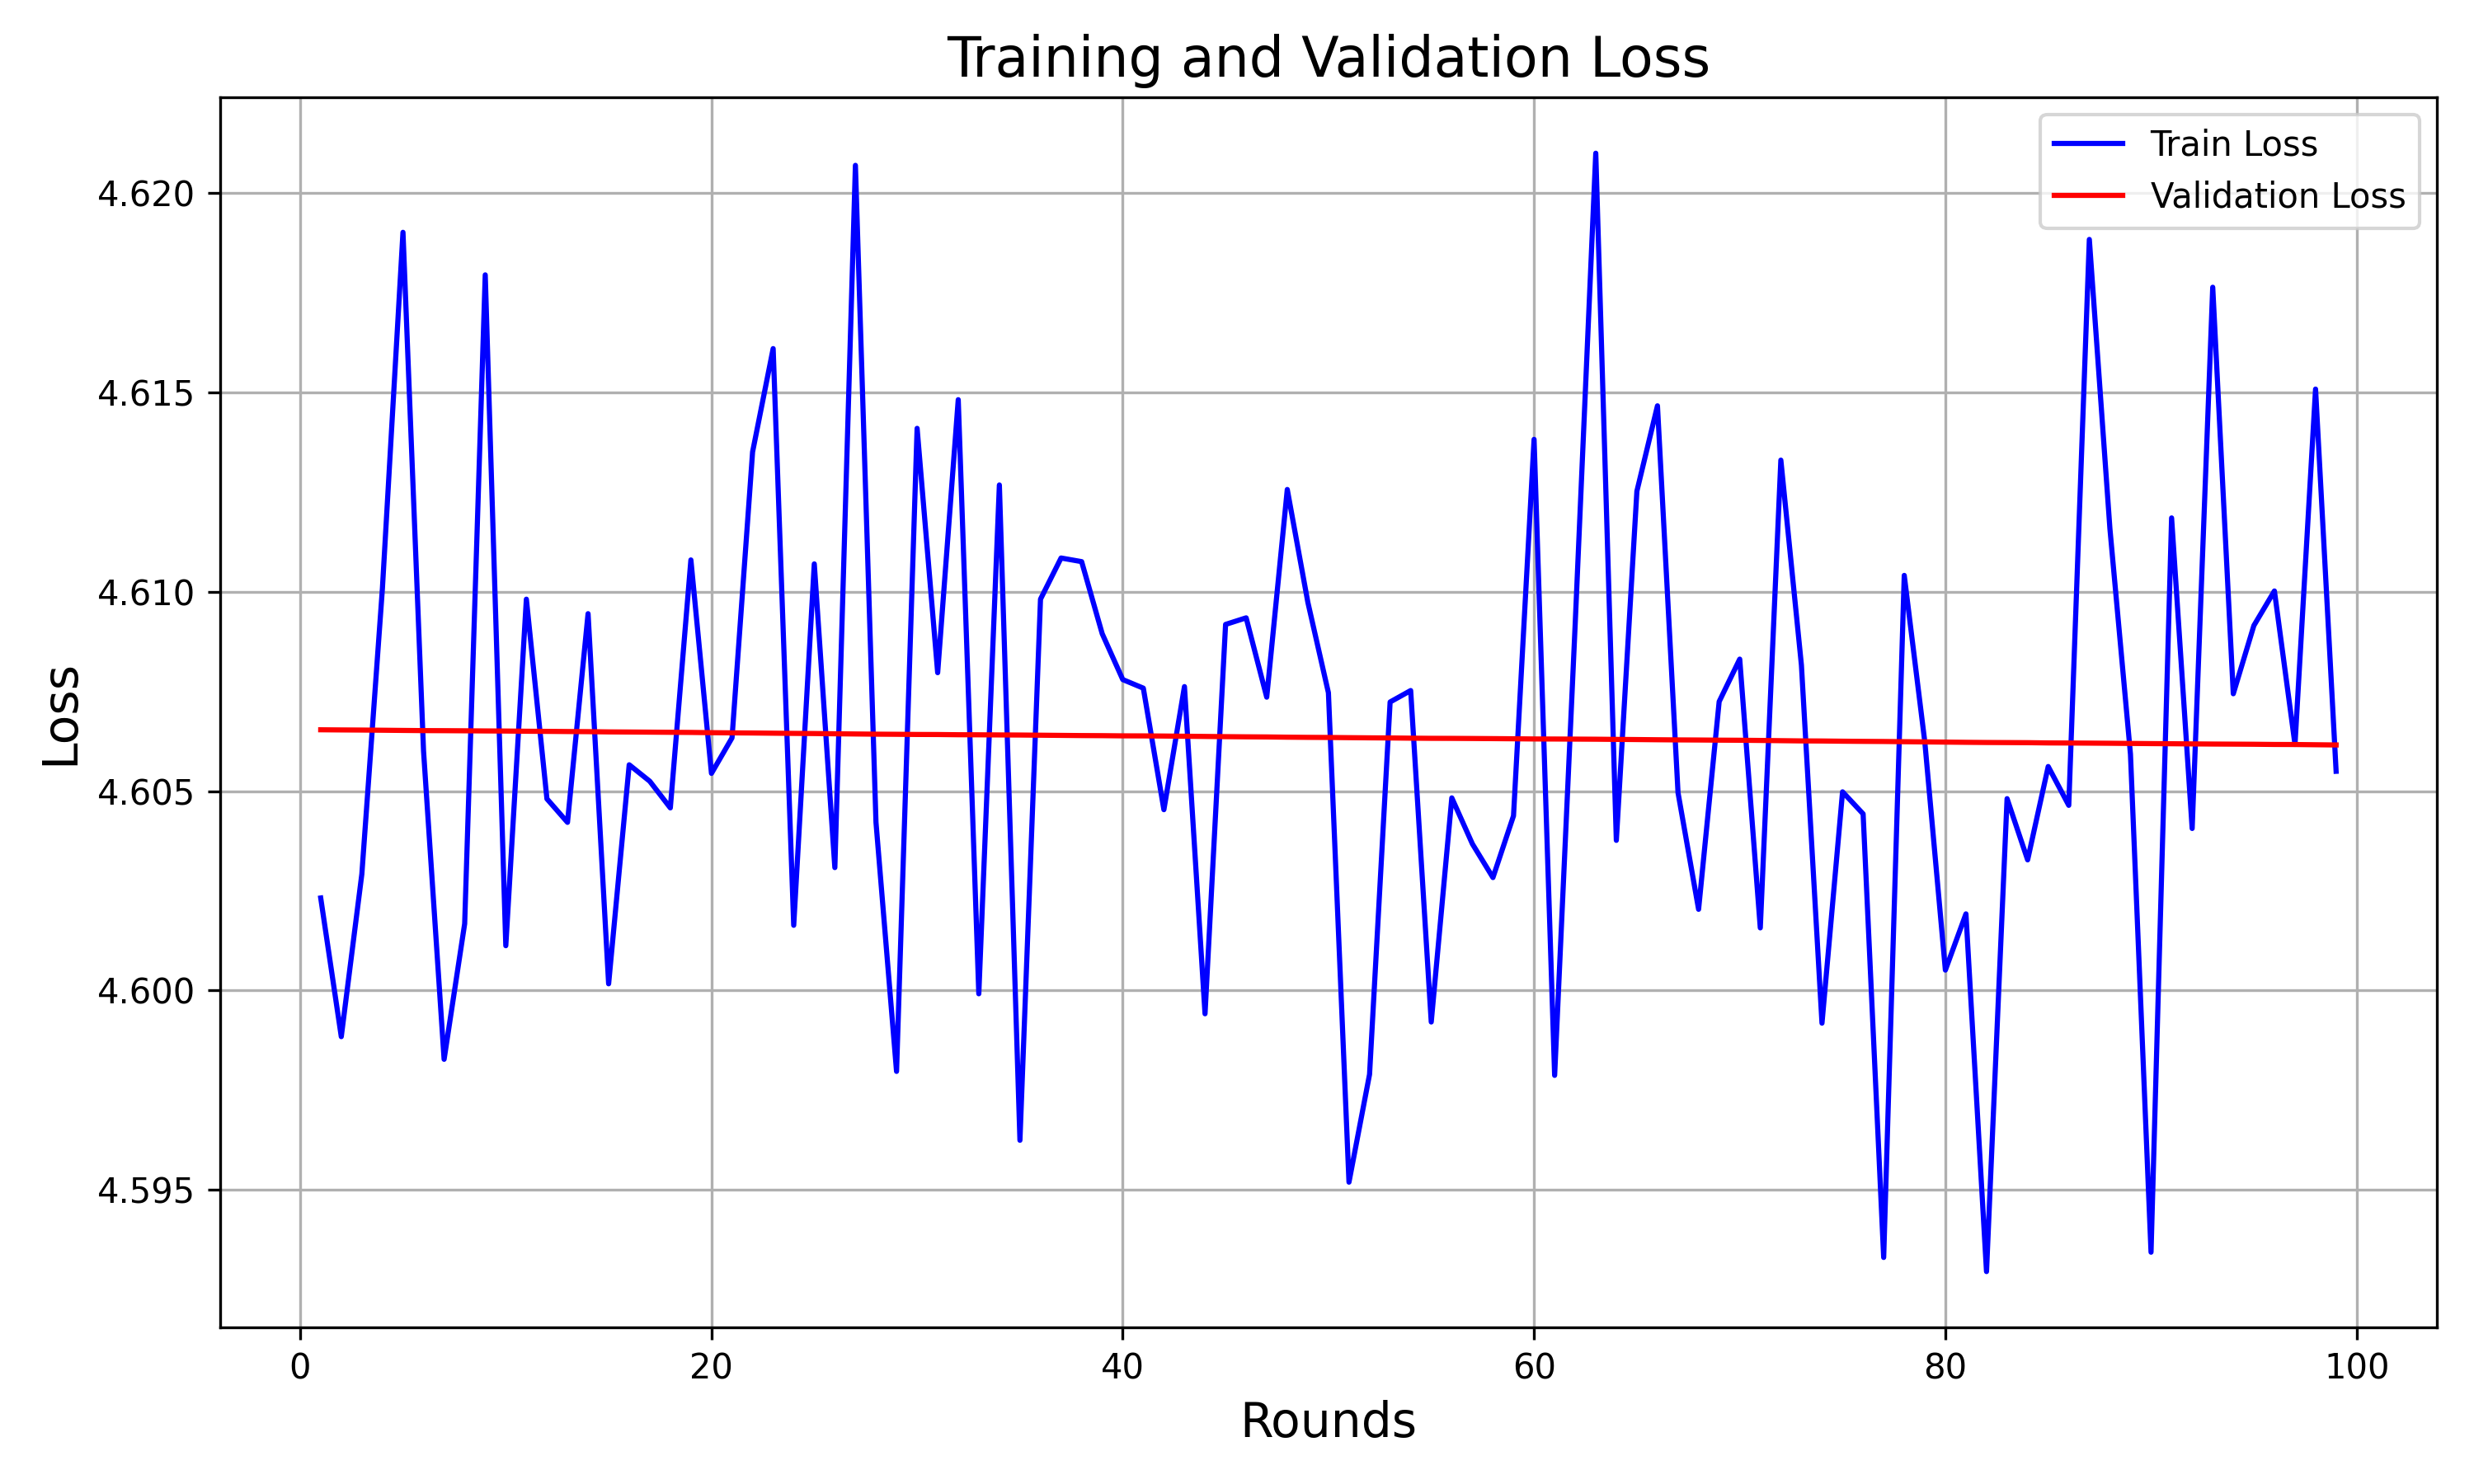 Training and Validation Loss
Train Loss
Validation Loss
4.620
4.615
4.610
4.605
4.600
4.595
Loss
0 20 40 60 80 100
Rounds